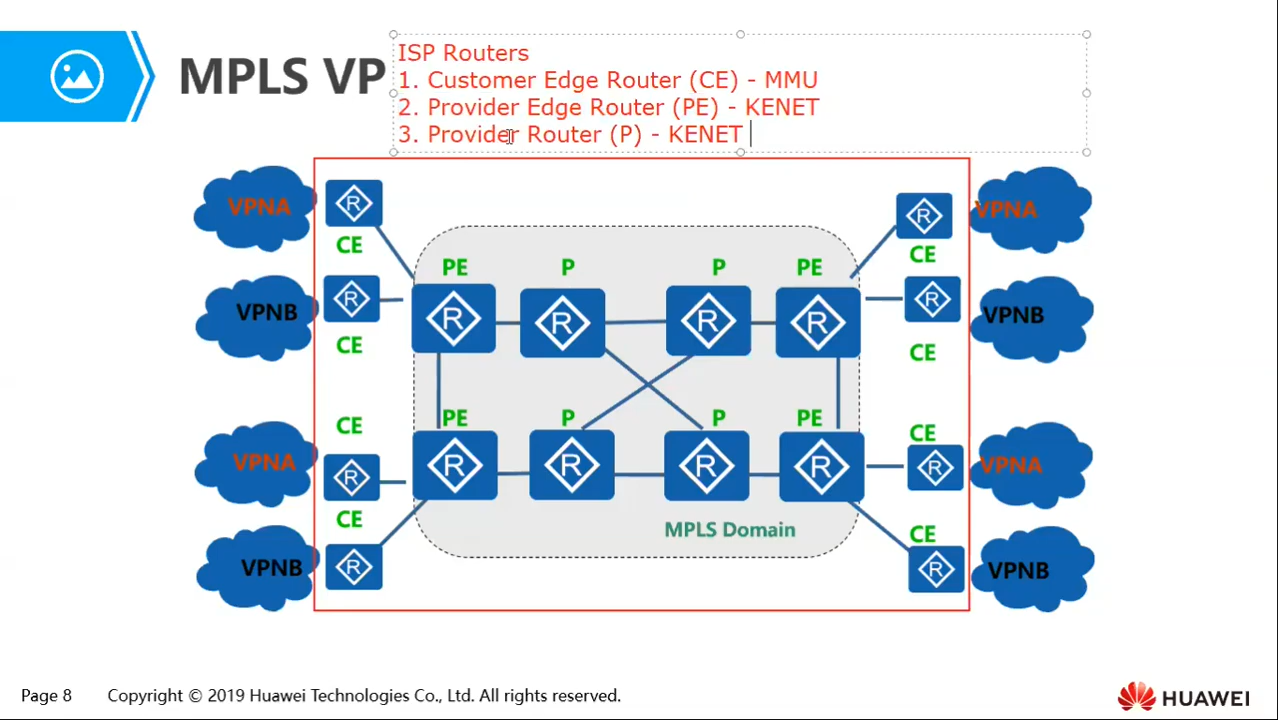 MPLS VP
ISP Routers
1. Customer Edge Router (CE) - MMU
2. Provider Edge Router (PE) - KENET
3. Provider Router (P) - KENET
VPNA
R
CE
R
VPNA
CE
PE
P
P
PE
VPNB
R
CE
R
R
R
R
R
CE
VPNB
CE
PE
P
P
PE
CE
VPNA
R
CE
R
R
R
R
R
VPNA
MPLS Domain
CE
VPNB
R
R
VPNB
Page 8
Copyright © 2019 Huawei Technologies Co., Ltd. All rights reserved.
HUAWEI